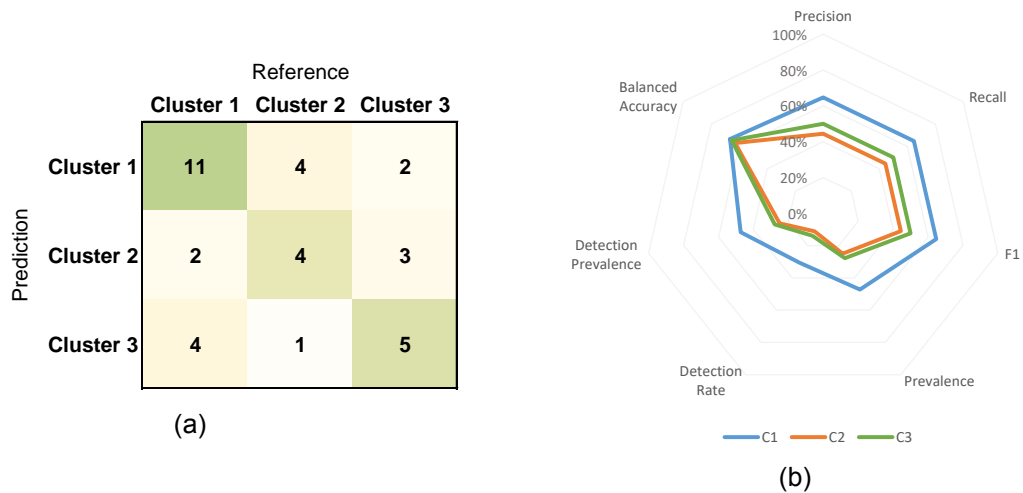 Reference
Cluster 1 Cluster 2 Cluster 3
Prediction
Cluster 1 11 4 2
Cluster 2 2 4 3
Cluster 3 4 1 5
(a)
Precision
Recall
F1
Prevalence
Detection
Rate
Detection
Prevalence
Balanced
Accuracy
100%
80%
60%
40%
20%
0%
C1 C2 C3
(b)